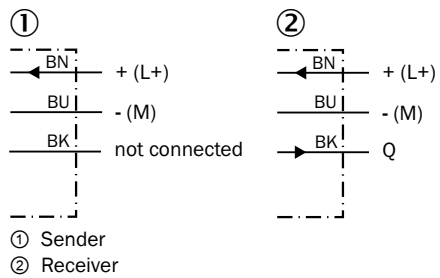 ① ②
BN + (L+) BN + (L+)
BU - (M) BU - (M)
BK not connected BK Q
① Sender
② Receiver